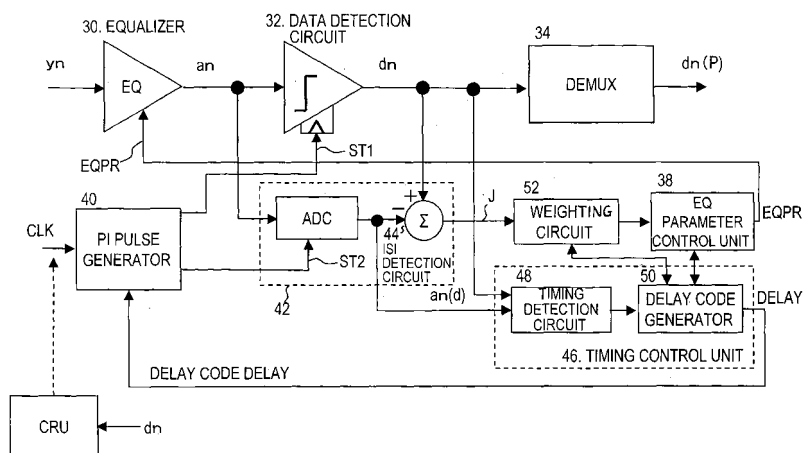 30. EQUALIZER
32. DATA DETECTION
CIRCUIT
34
yn
EQ
an
dn
DEMUX
dn(P)
EQPR
ST1
40
CLK
PI PULSE
GENERATOR
ADC
ST2
42
+
−
Σ
44
ISI
DETECTION
CIRCUIT
J
an(d)
52
WEIGHTING
CIRCUIT
38
EQ
PARAMETER
CONTROL UNIT
EQPR
48
TIMING
DETECTION
CIRCUIT
50
DELAY CODE
GENERATOR
DELAY
46. TIMING CONTROL UNIT
DELAY CODE DELAY
CRU
dn